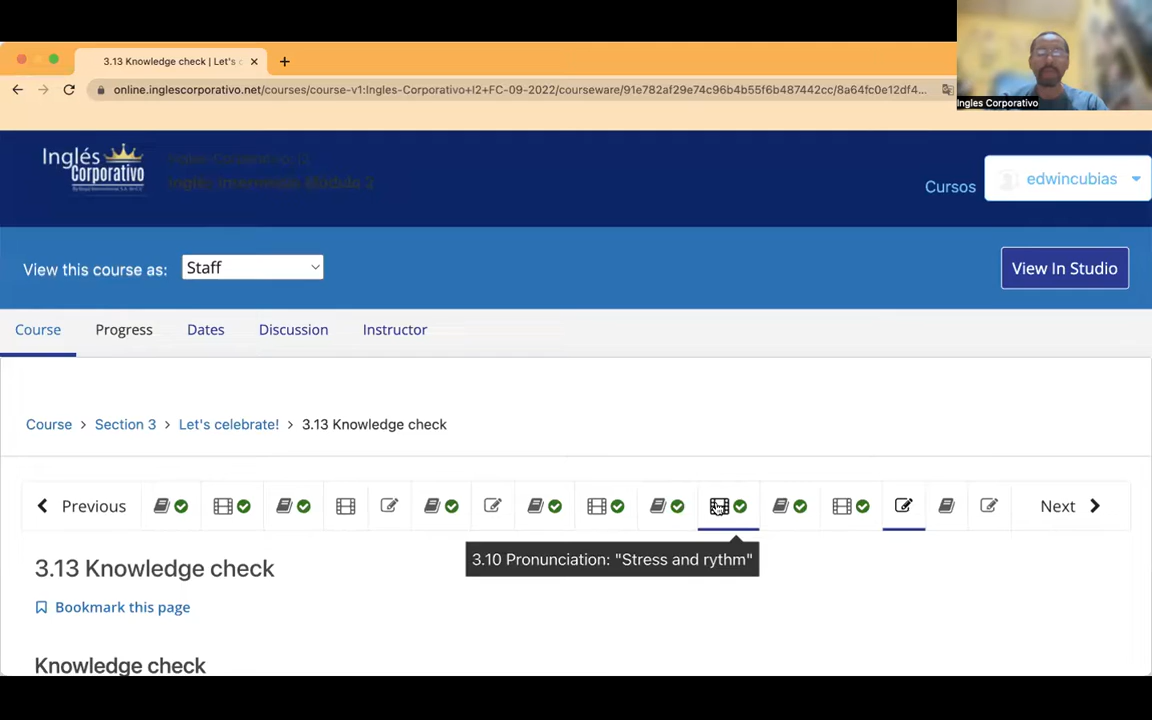 3.13 Knowledge check | Let's c
online.inglescorporativo.net/courses/course-v1:Ingles-Corporativo+I2+FC-09-2022/courseware/91e782af29e74c96b4b55f6b487442cc/8a64fc0e12df4...
Ingles Corporativo
Inglés
Corporativo
Cursos
edwincubias
View this course as:
Staff
View In Studio
Course
Progress
Dates
Discussion
Instructor
Course > Section 3 > Let's celebrate! > 3.13 Knowledge check
Previous
Next
3.10 Pronunciation: "Stress and rythm"
3.13 Knowledge check
Bookmark this page
Knowledge check